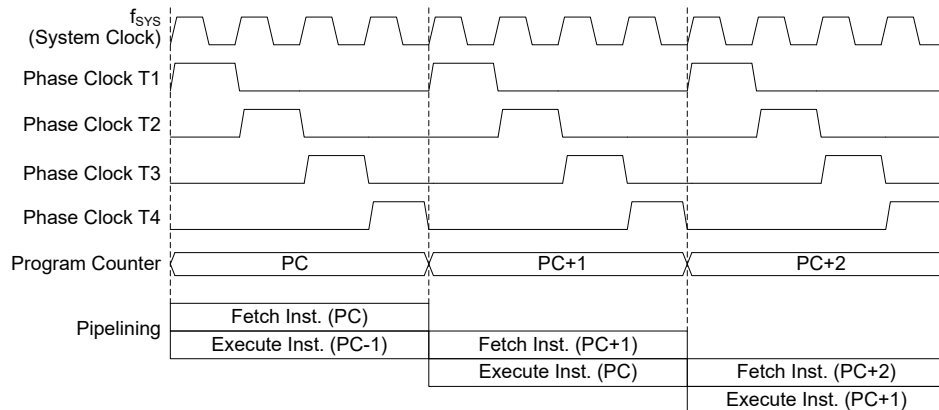 fSYS
(System Clock)
Phase Clock T1
Phase Clock T2
Phase Clock T3
Phase Clock T4
Program Counter PC PC+1 PC+2
Pipelining
Fetch Inst. (PC)
Execute Inst. (PC-1) Fetch Inst. (PC+1)
Execute Inst. (PC) Fetch Inst. (PC+2)
Execute Inst. (PC+1)